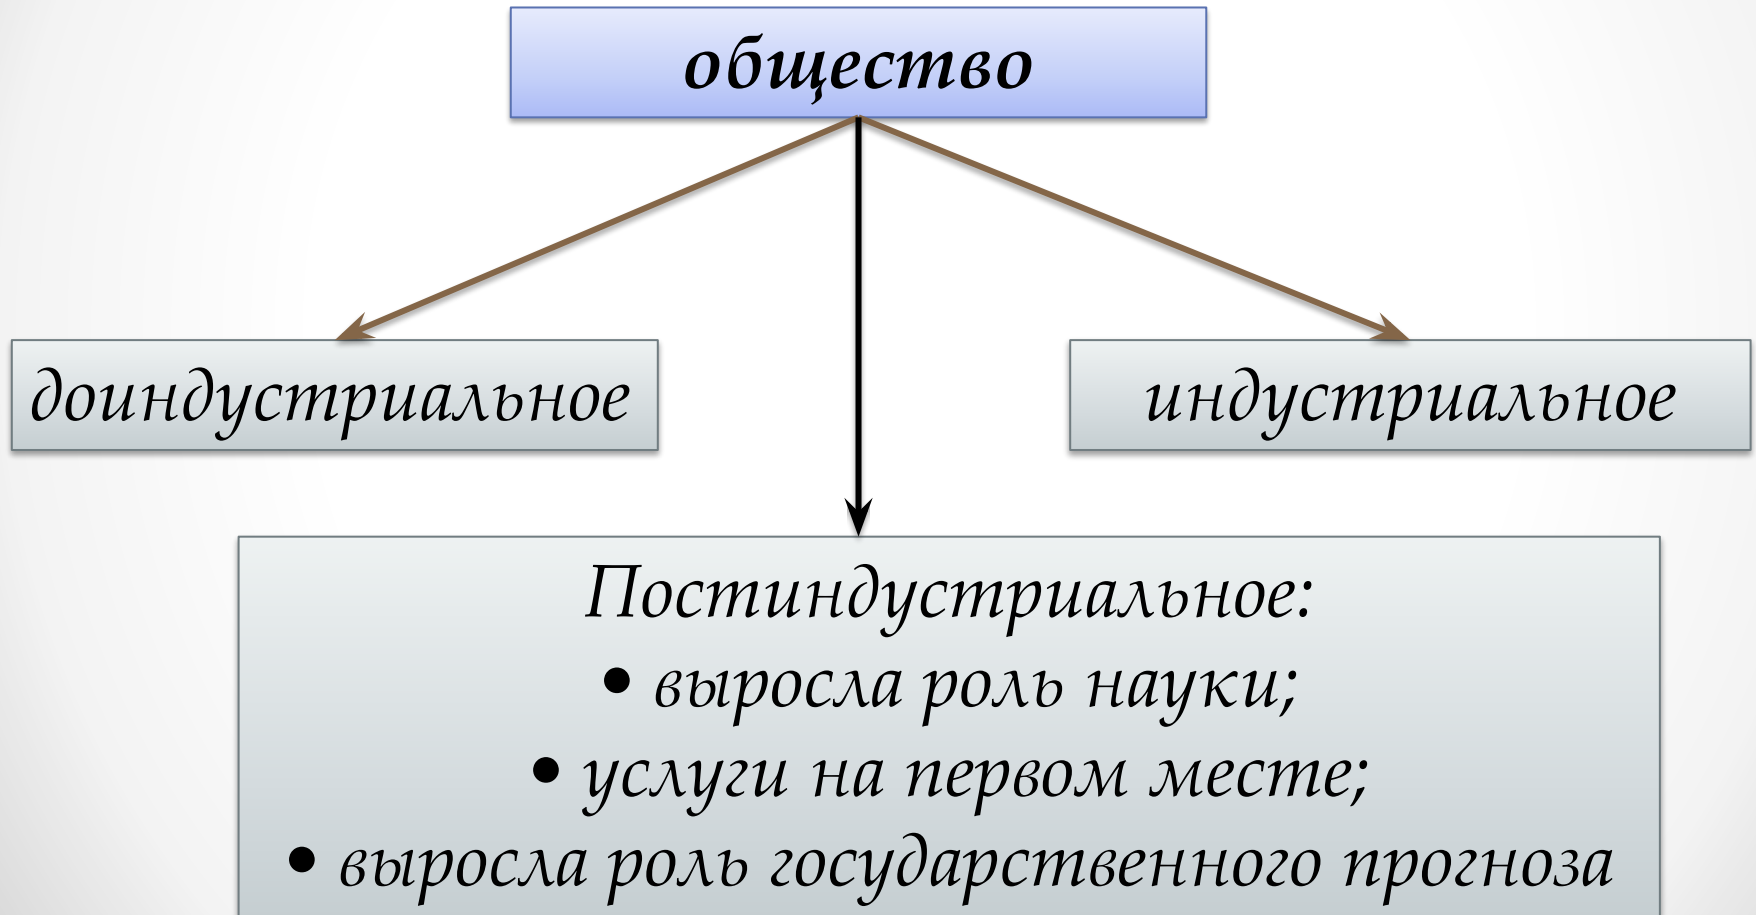 общество
доиндустриальное
индустриальное
Постиндустриальное:
• выросла роль науки;
• услуги на первом месте;
• выросла роль государственного прогноза